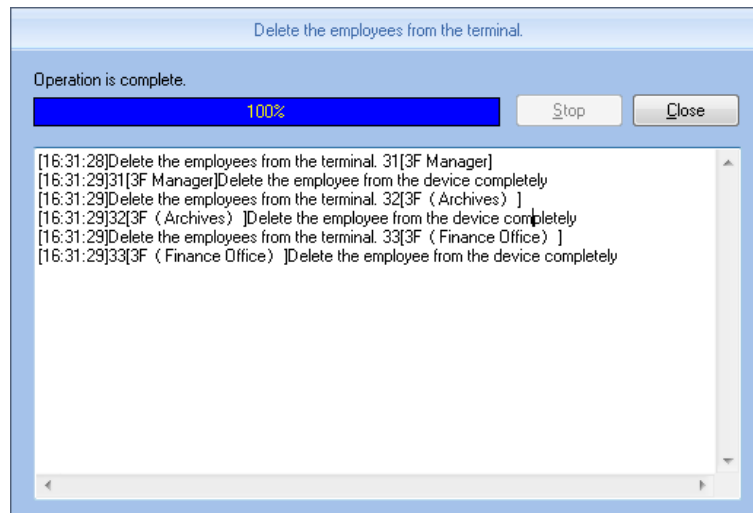 Delete the employees from the terminal.
Operation is complete.
100%
Stop
Close
[16:31:28]Delete the employees from the terminal. 31[3F Manager]
[16:31:29]31[3F Manager]Delete the employee from the device completely
[16:31:29]Delete the employees from the terminal. 32[3F（Archives）]
[16:31:29]32[3F（Archives）]Delete the employee from the device completely
[16:31:29]Delete the employees from the terminal. 33[3F（Finance Office）]
[16:31:29]33[3F（Finance Office）]Delete the employee from the device completely